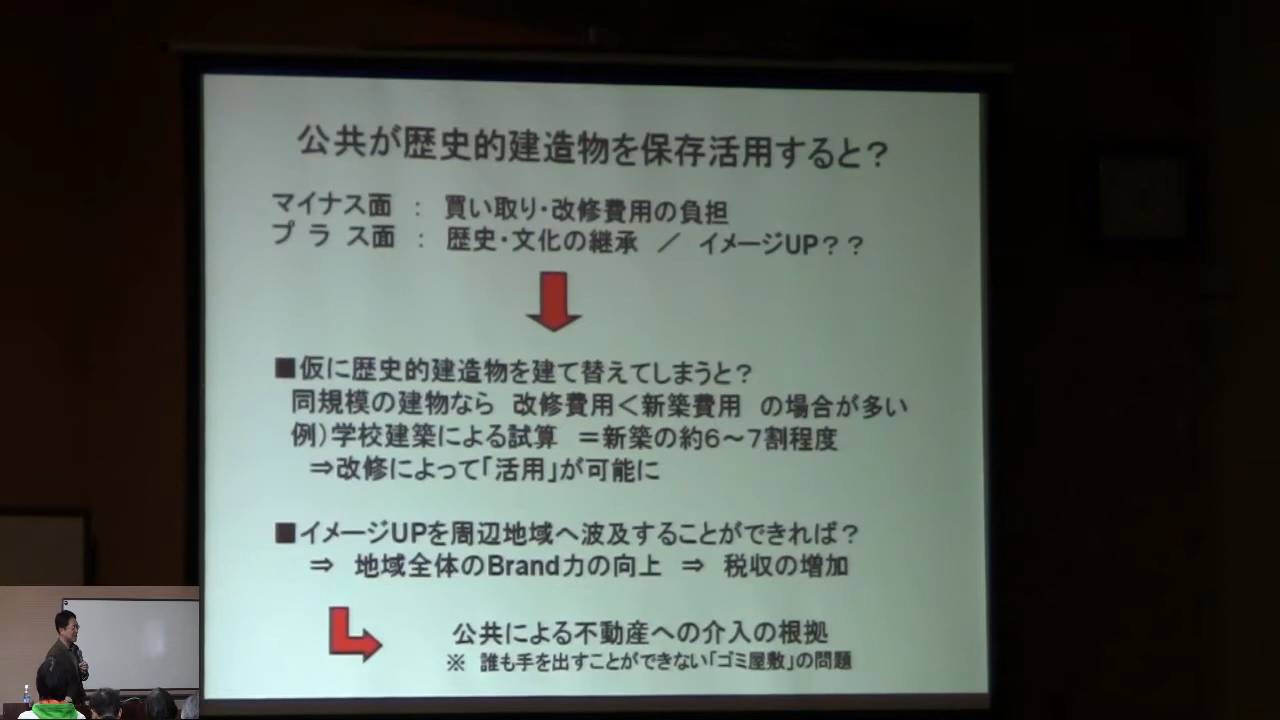 公共が歴史的建造物を保存活用すると？
マイナス面 ： 買い取り・改修費用の負担
プ ラ ス面 ： 歴史・文化の継承 ／ イメージUP？？
■仮に歴史的建造物を建て替えてしまうと？
同規模の建物なら 改修費用＜新築費用 の場合が多い
例）学校建築による試算 ＝新築の約６～７割程度
⇒改修によって「活用」が可能に
■イメージUPを周辺地域へ波及することができれば？
⇒ 地域全体のBrand力の向上 ⇒ 税収の増加
公共による不動産への介入の根拠
※ 誰も手を出すことができない「ゴミ屋敷」の問題